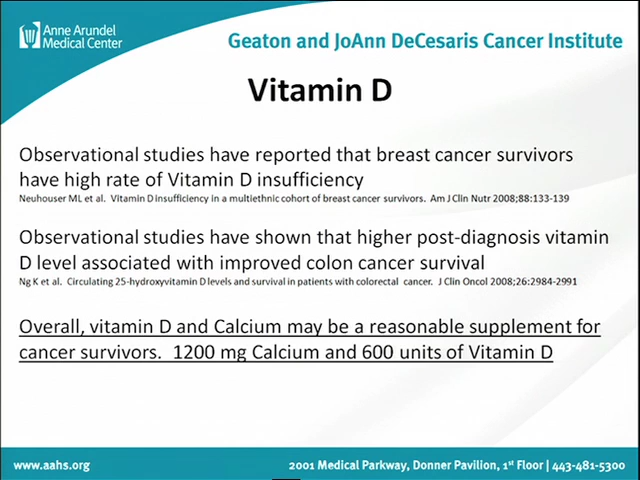 Anne Arundel
Medical Center
Geaton and JoAnn DeCesaris Cancer Institute
Vitamin D
Observational studies have reported that breast cancer survivors
have high rate of Vitamin D insufficiency
Neuhouser ML et al. Vitamin D insufficiency in a multiethnic cohort of breast cancer survivors. Am J Clin Nutr 2008;88:133-139
Observational studies have shown that higher post-diagnosis vitamin
D level associated with improved colon cancer survival
Ng K et al. Circulating 25-hydroxyvitamin D levels and survival in patients with colorectal cancer. J Clin Oncol 2008;26:2984-2991
Overall, vitamin D and Calcium may be a reasonable supplement for
cancer survivors. 1200 mg Calcium and 600 units of Vitamin D
www.aahs.org
2001 Medical Parkway, Donner Pavilion, 1st Floor | 443-481-5300